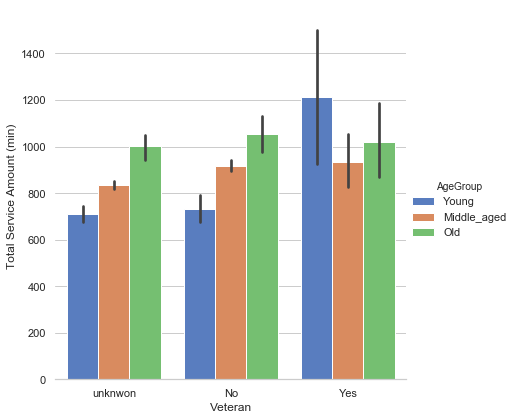 1400
1200
1000
800
600
400
200
0
Total Service Amount (min)
unknwon
No
Yes
Veteran
AgeGroup
Young
Middle_aged
Old